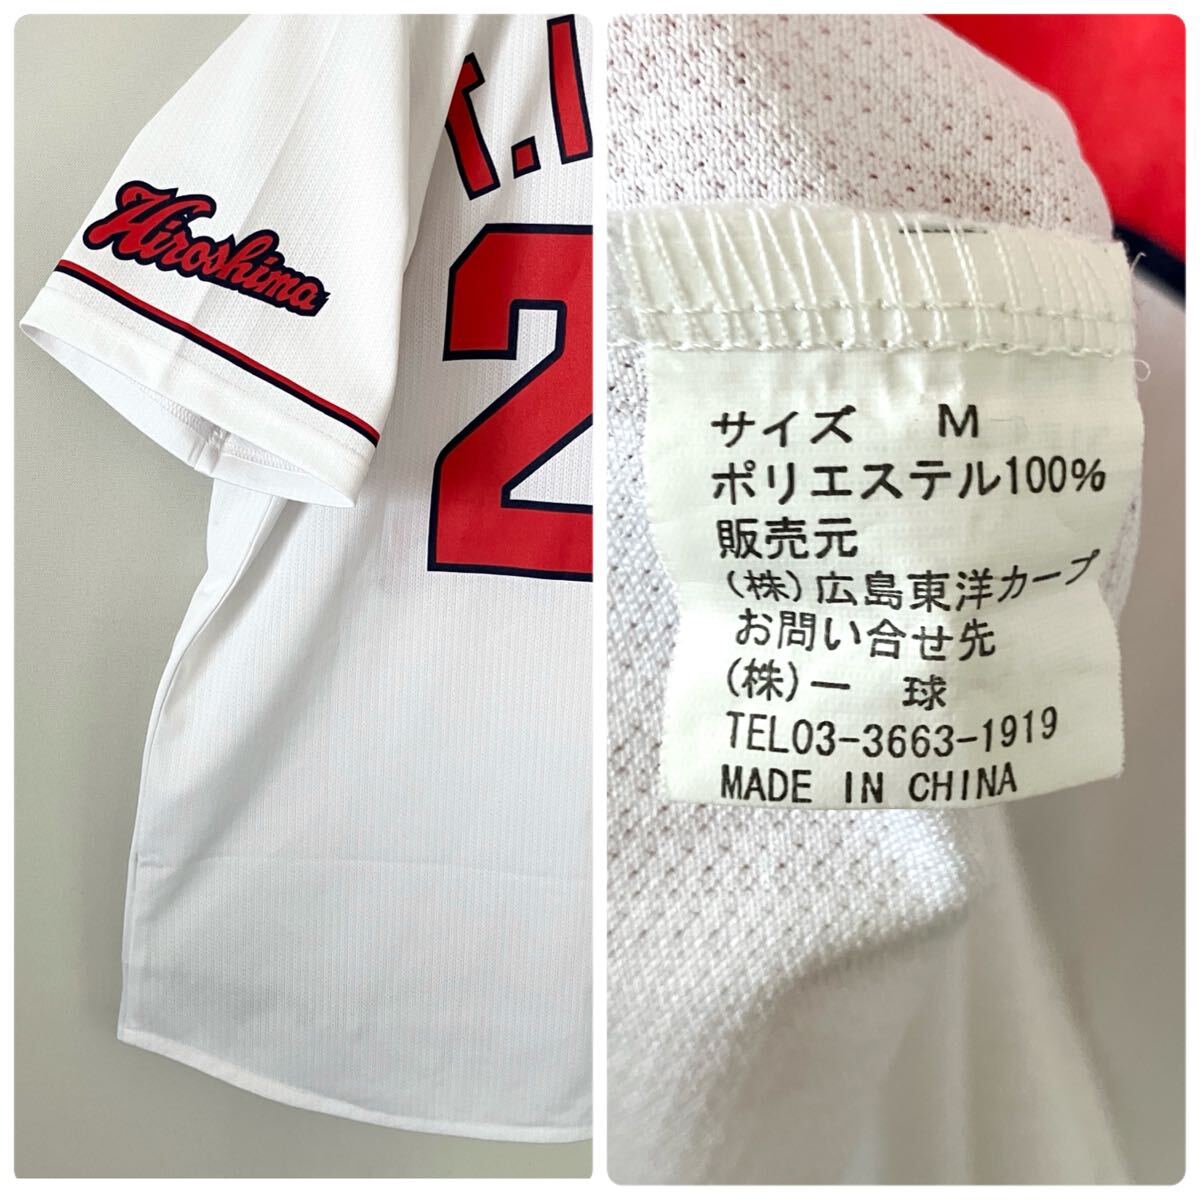 Hiroshima
T.I
2
サイズ M
ポリエステル100%
販売元
(株)広島東洋カープ
お問い合せ先
(株)一 球
TEL03-3663-1919
MADE IN CHINA